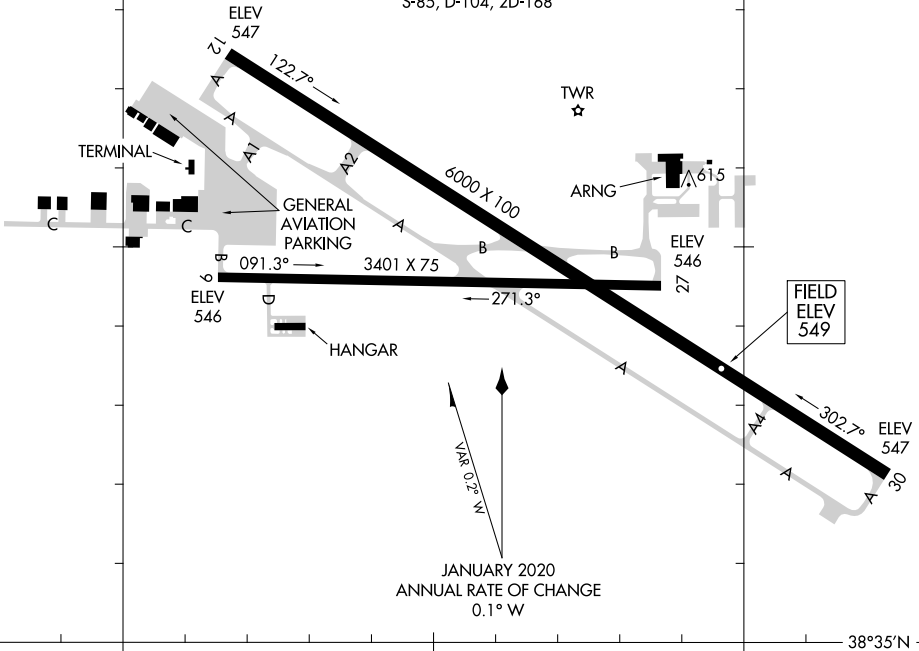 S-85, D-104, 2D-168
ELEV
547
12
122.7°
A
A
TWR
TERMINAL
A1
A2
6000 X 100
ARNG
615
GENERAL
AVIATION
PARKING
C
C
A
B
B
ELEV
546
B
091.3°
3401 X 75
9
27
ELEV
546
D
271.3°
FIELD
ELEV
549
HANGAR
A
302.7°
A4
ELEV
547
VAR 0.2° W
A
A
30
JANUARY 2020
ANNUAL RATE OF CHANGE
0.1° W
38°35'N